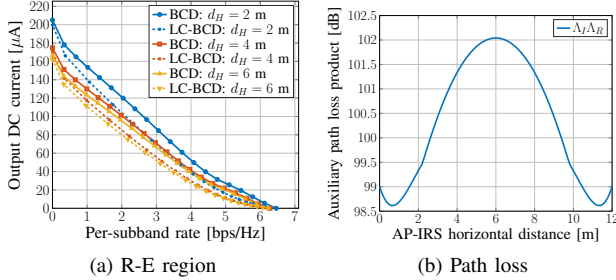 Output DC current [μA]
200
180
160
140
120
100
80
60
40
20
0
0 1 2 3 4 5 6 7
Per-subband rate [bps/Hz]
BCD: d_H = 2 m
LC-BCD: d_H = 2 m
BCD: d_H = 4 m
LC-BCD: d_H = 4 m
BCD: d_H = 6 m
LC-BCD: d_H = 6 m
(a) R-E region
Auxiliary path loss product [dB]
102.5
102
101.5
101
100.5
100
99.5
99
98.5
0 2 4 6 8 10 12
AP-IRS horizontal distance [m]
Λ_IΛ_R
(b) Path loss